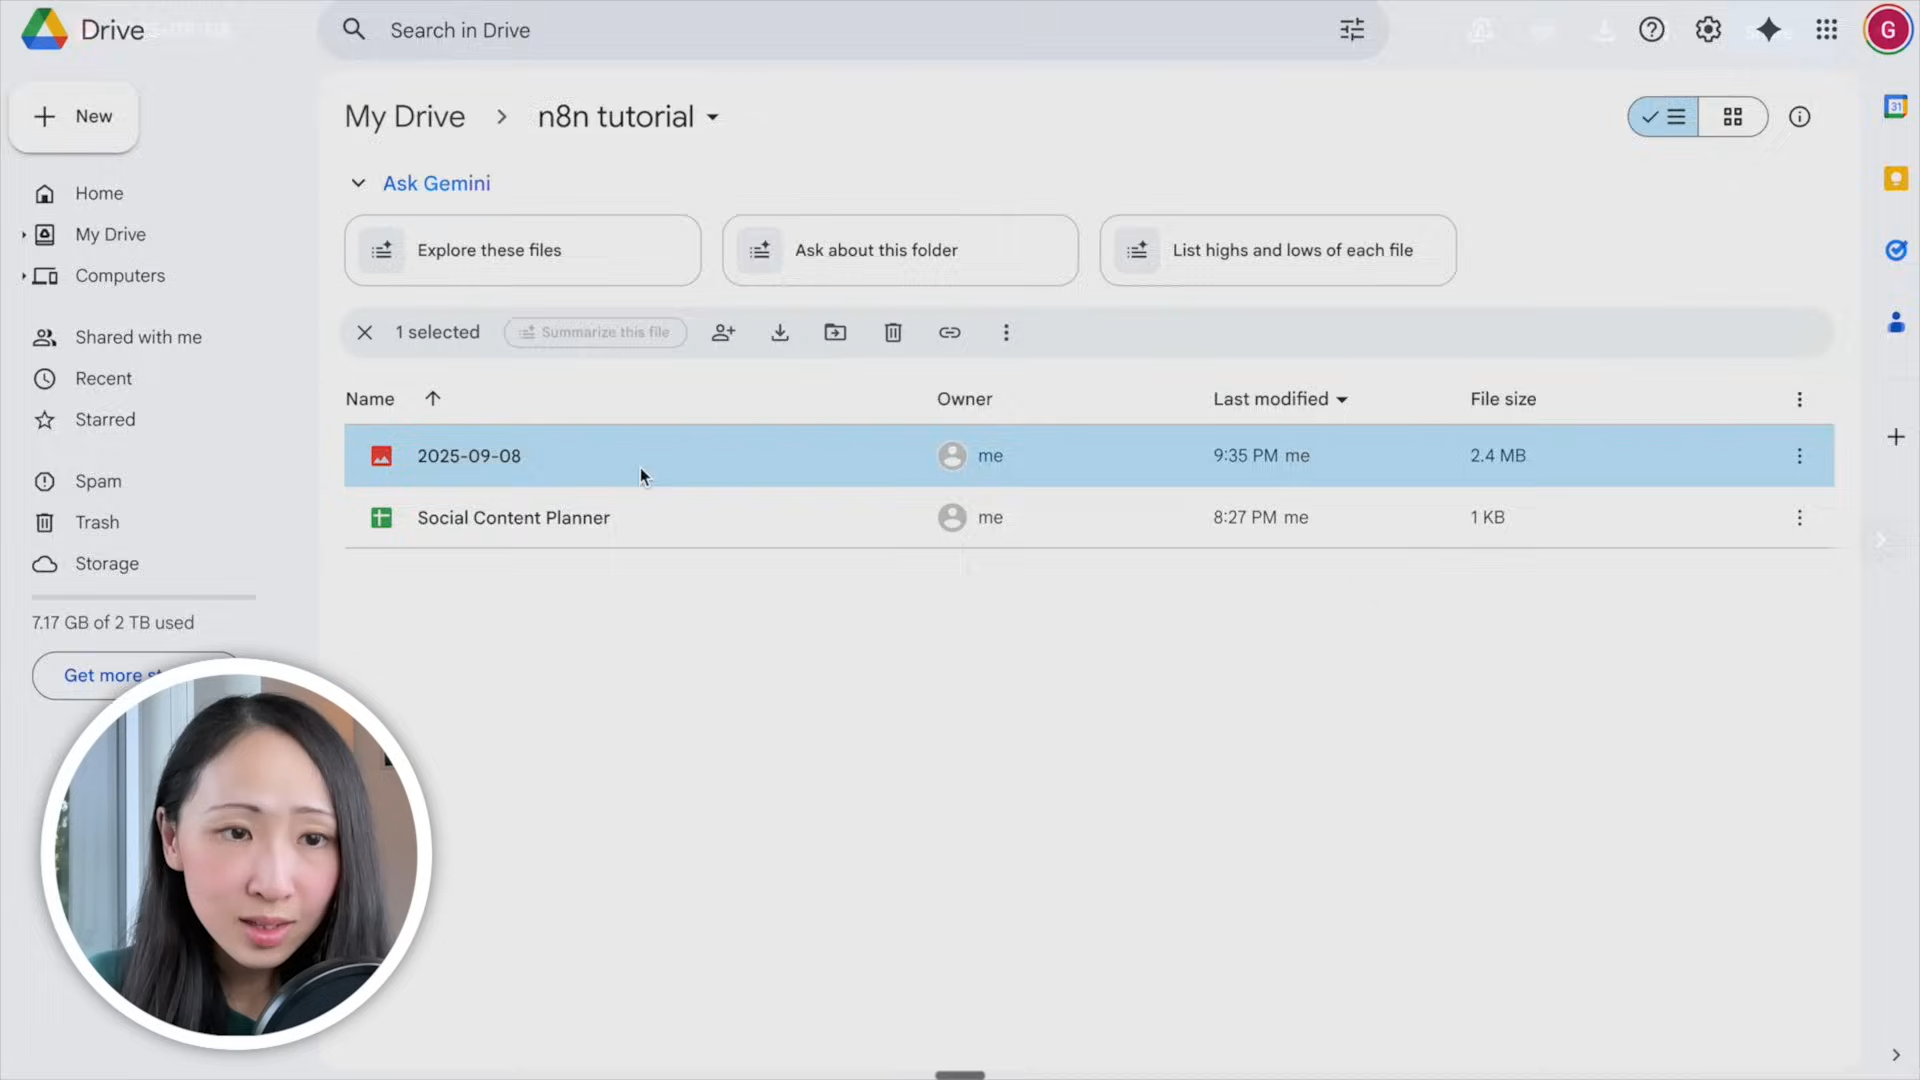 Drive
Search in Drive
G
New
My Drive
n8n tutorial
31
Ask Gemini
Home
My Drive
Computers
Explore these files
Ask about this folder
List highs and lows of each file
1 selected
Summarize this file
Shared with me
Recent
Starred
Name
Owner
Last modified
File size
2025-09-08
me
9:35 PM me
2.4 MB
Spam
Social Content Planner
me
8:27 PM me
1 KB
Trash
Storage
7.17 GB of 2 TB used
Get more